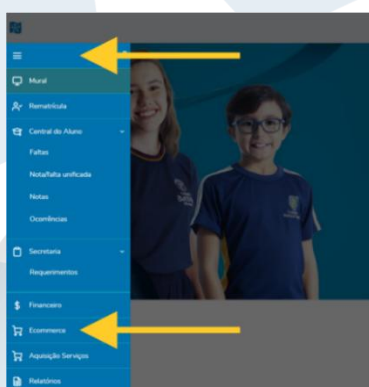 Mural
Rematrícula
Central do Aluno
Faltas
Nota/falta unificada
Notas
Ocorrências
Secretaria
Requerimentos
Financeiro
Ecommerce
Aquisição Serviços
Relatórios